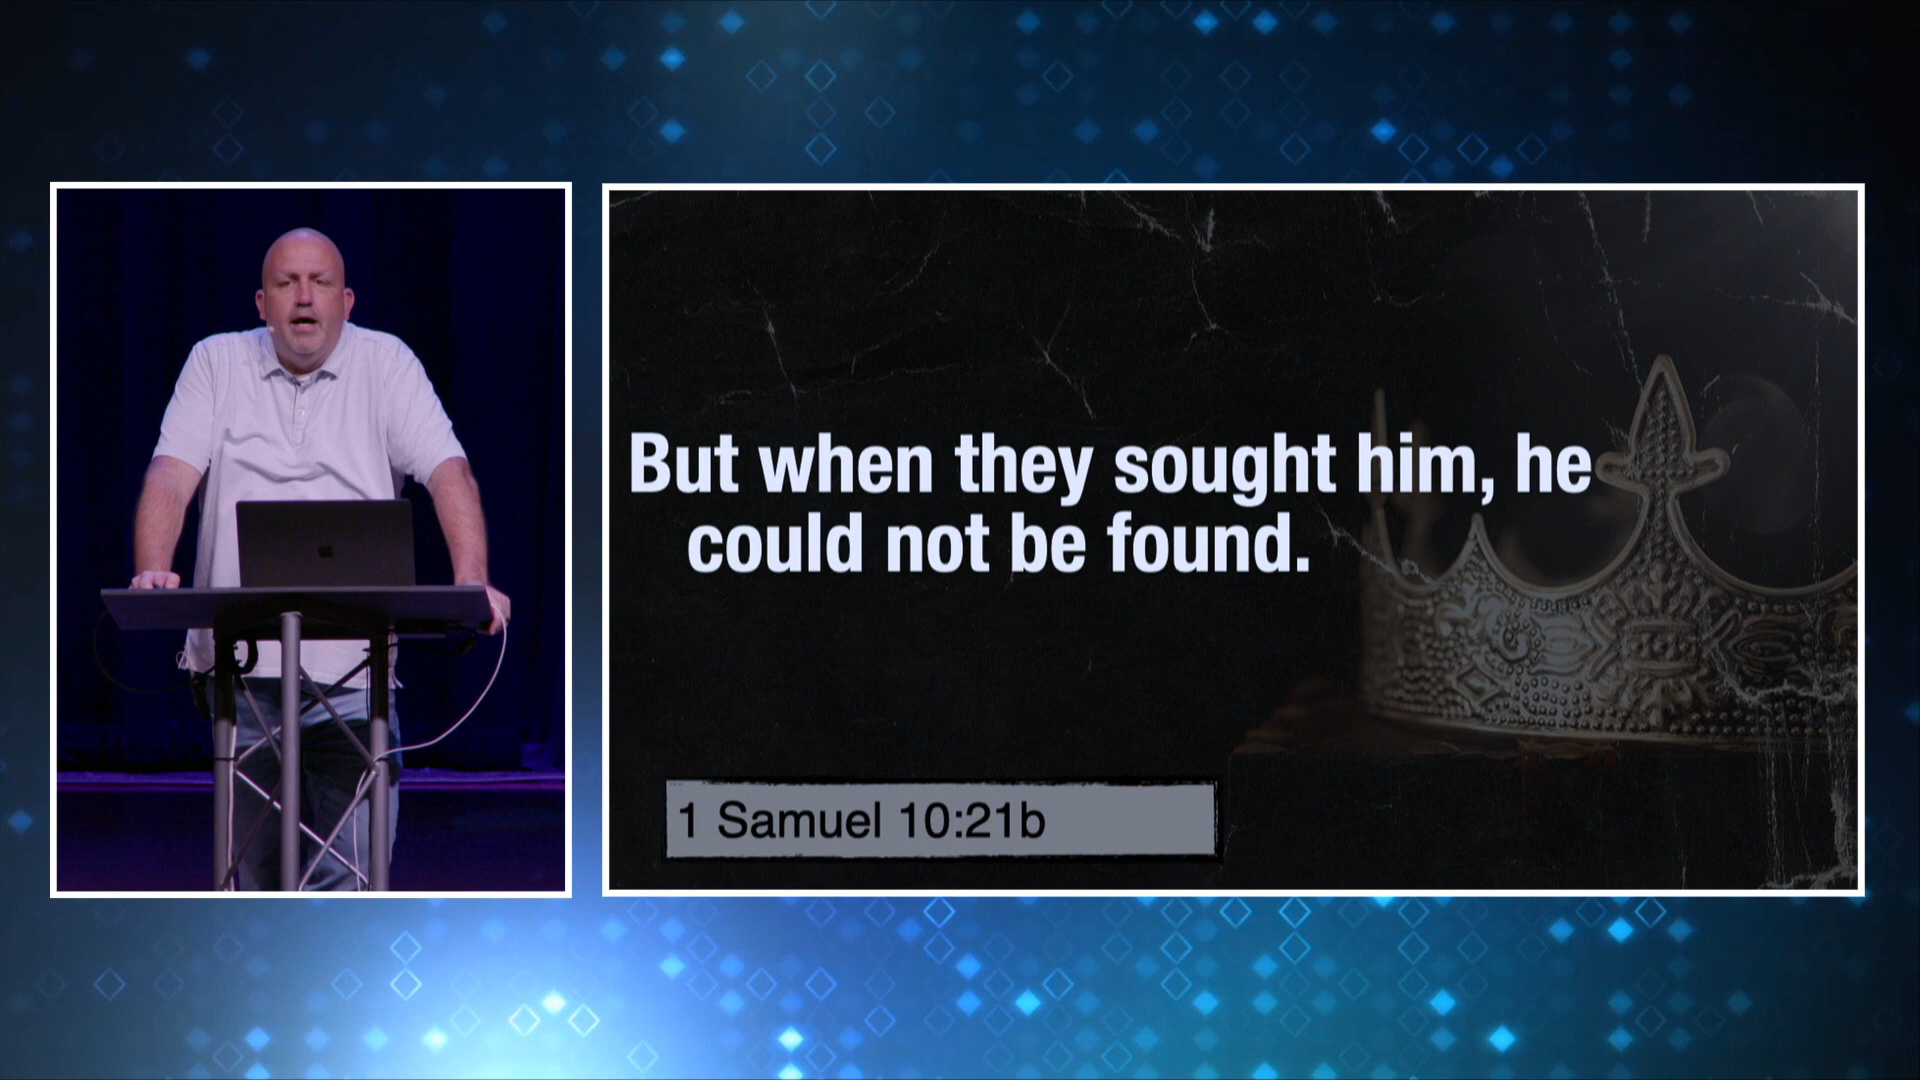 But when they sought him, he
could not be found.
1 Samuel 10:21b